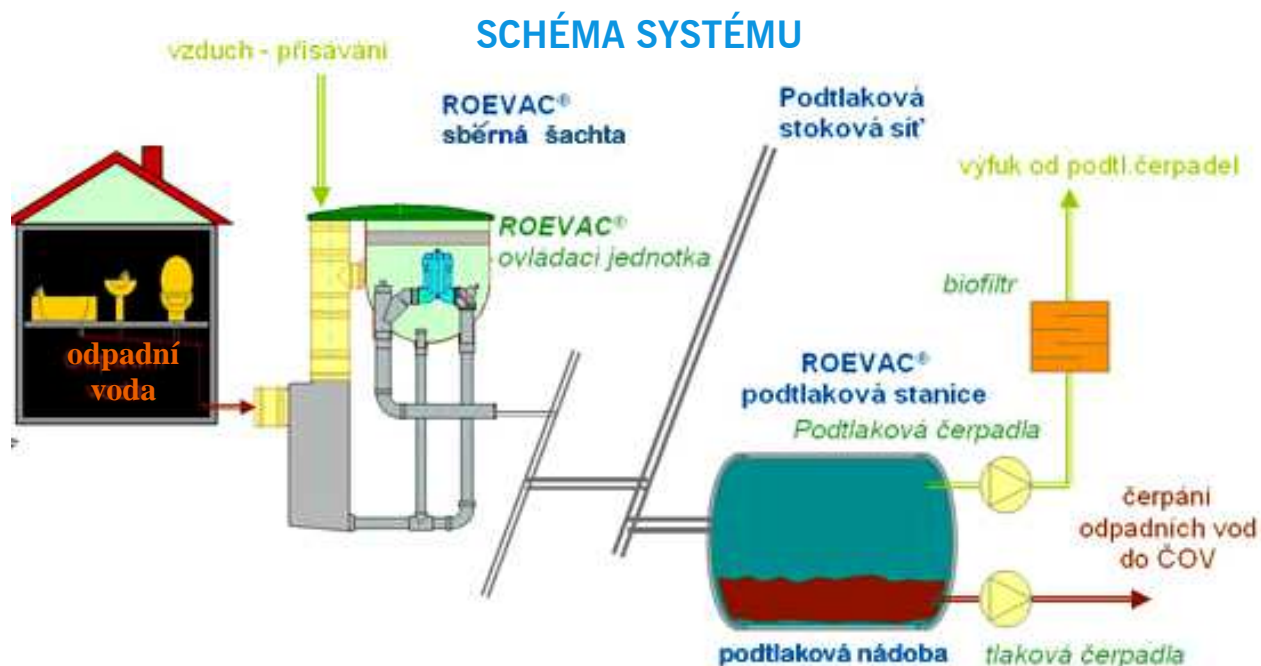 SCHÉMA SYSTÉMU
vzduch - přisávání
ROEVAC®
sběrná šachta
Podtlaková
stoková síť
výfuk od podtl.čerpadel
ROEVAC®
ovládací jednotka
biofiltr
odpadní
voda
ROEVAC®
podtlaková stanice
Podtlaková čerpadla
čerpání
odpadních vod
do ČOV
podtlaková nádoba
tlaková čerpadla